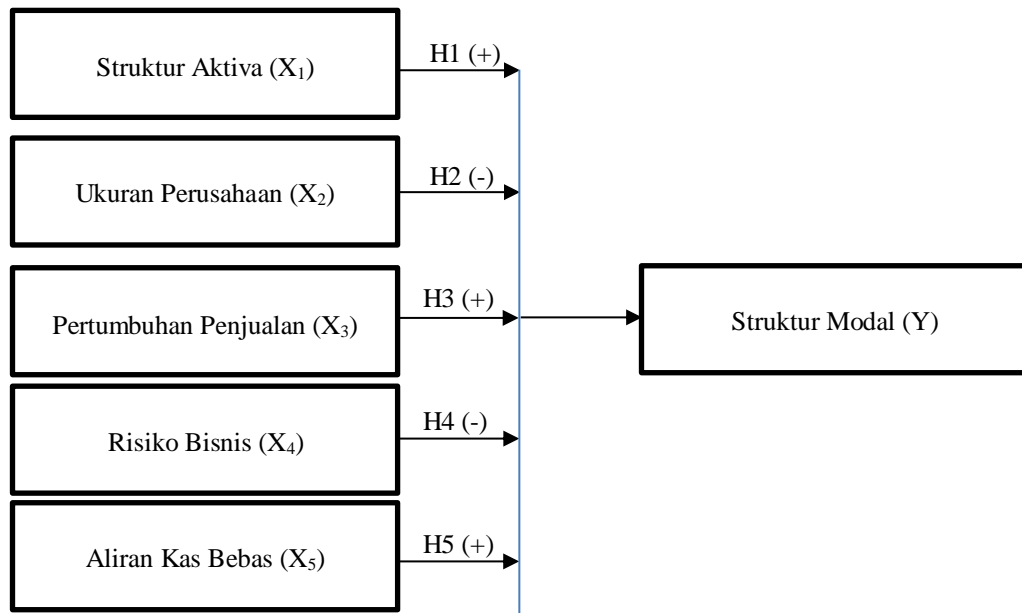 Struktur Aktiva (X₁)
H1 (+)
Ukuran Perusahaan (X₂)
H2 (-)
Pertumbuhan Penjualan (X₃)
H3 (+)
Struktur Modal (Y)
Risiko Bisnis (X₄)
H4 (-)
Aliran Kas Bebas (X₅)
H5 (+)